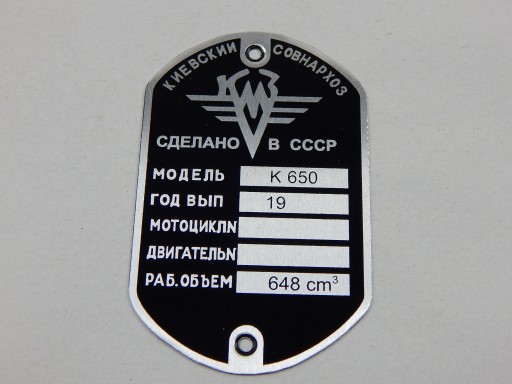 КИЕВСКИЙ СОВНАРХОЗ
КМЗ
СДЕЛАНО В СССР
МОДЕЛЬ К 650
ГОД ВЫП 19
МОТОЦИКЛN
ДВИГАТЕЛЬN
РАБ. ОБЪЕМ 648 cm³